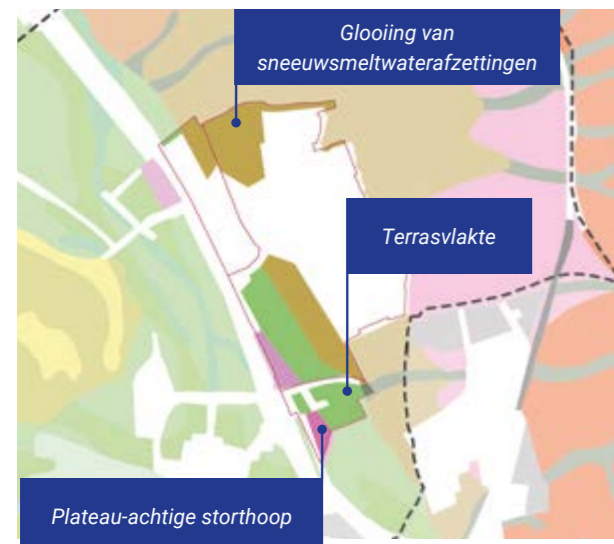 Glooiing van
sneeuwsmeltwaterafzettingen
Terrasvlakte
Plateau-achtige storthoop